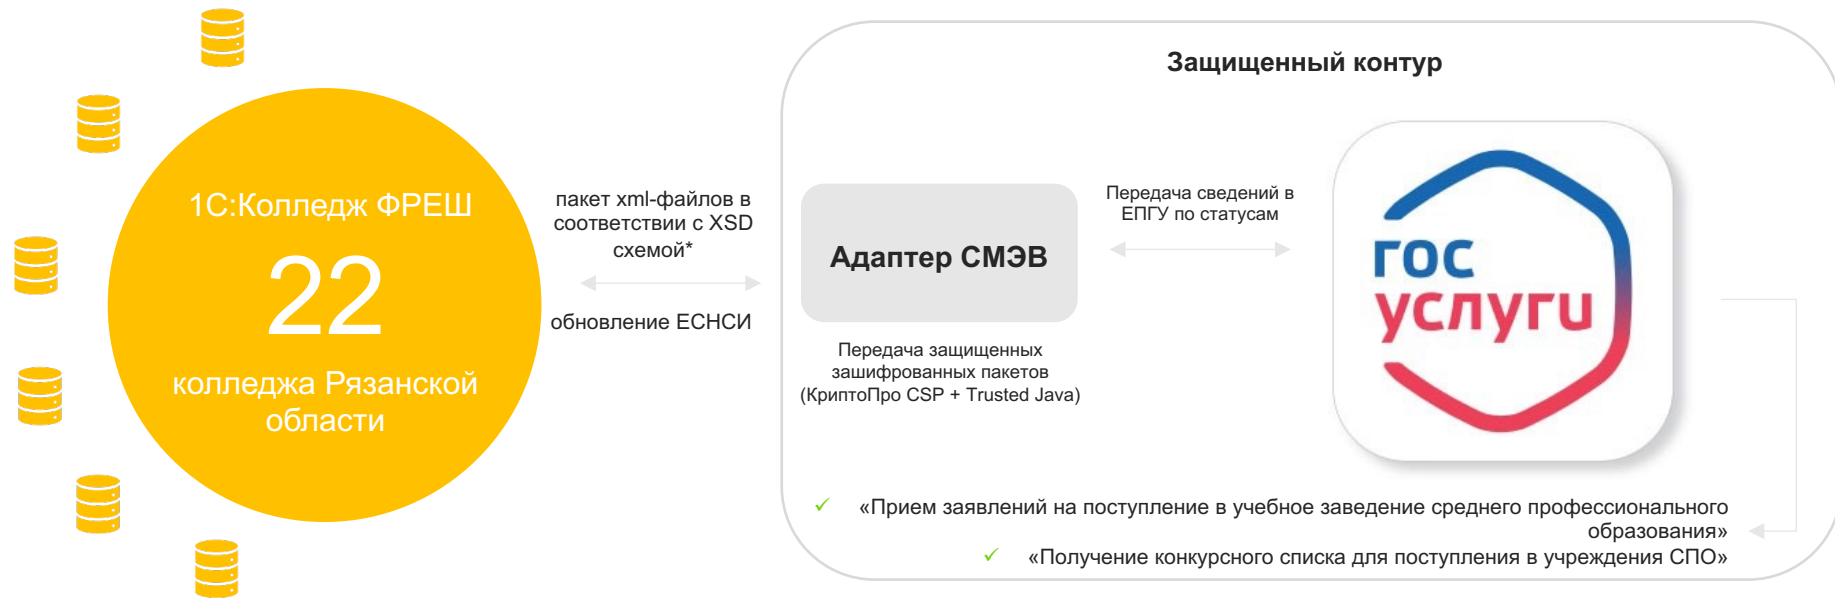 Защищенный контур
1С:Колледж ФРЕШ
22
колледжа Рязанской
области
пакет xml-файлов в
соответствии с XSD
схемой*
обновление ЕСНСИ
Адаптер СМЭВ
Передача защищенных
зашифрованных пакетов
(КриптоПро CSP + Trusted Java)
Передача сведений в
ЕПГУ по статусам
гос
услуги
✓ «Прием заявлений на поступление в учебное заведение среднего профессионального
образования»
✓ «Получение конкурсного списка для поступления в учреждения СПО»